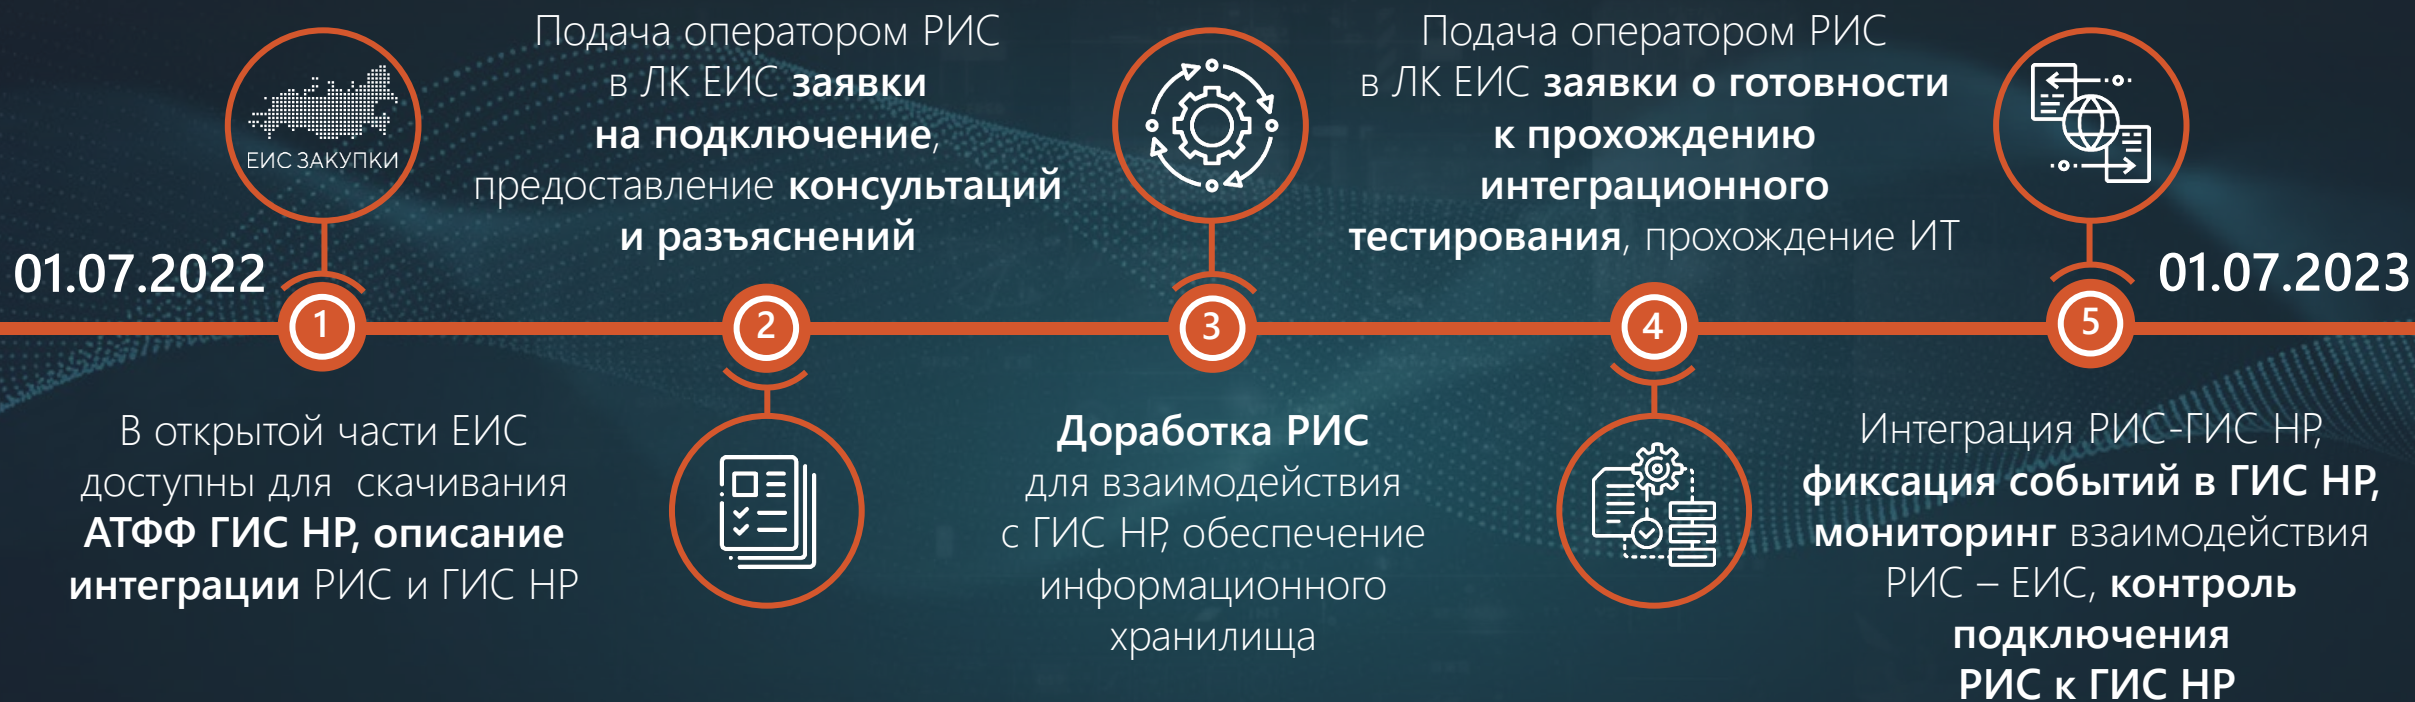 01.07.2022
ЕИС ЗАКУПКИ
1
В открытой части ЕИС
доступны для скачивания
АТФФ ГИС НР, описание
интеграции РИС и ГИС НР
Подача оператором РИС
в ЛК ЕИС заявки
на подключение,
предоставление консультаций
и разъяснений
2
3
Доработка РИС
для взаимодействия
с ГИС НР, обеспечение
информационного
хранилища
Подача оператором РИС
в ЛК ЕИС заявки о готовности
к прохождению
интеграционного
тестирования, прохождение ИТ
4
5
Интеграция РИС-ГИС НР,
фиксация событий в ГИС НР,
мониторинг взаимодействия
РИС – ЕИС, контроль
подключения
РИС к ГИС НР
01.07.2023